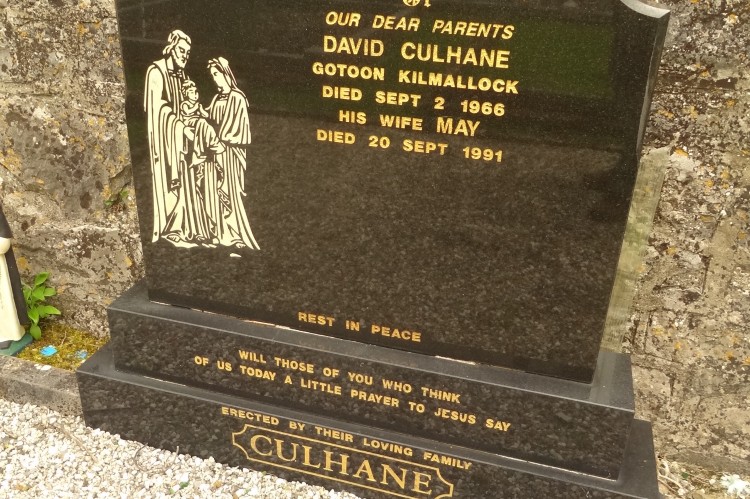 OUR DEAR PARENTS
DAVID CULHANE
GOTOON KILMALLOCK
DIED SEPT 2 1966
HIS WIFE MAY
DIED 20 SEPT 1991
REST IN PEACE
WILL THOSE OF YOU WHO THINK
OF US TODAY A LITTLE PRAYER TO JESUS SAY
ERECTED BY THEIR LOVING FAMILY
CULHANE